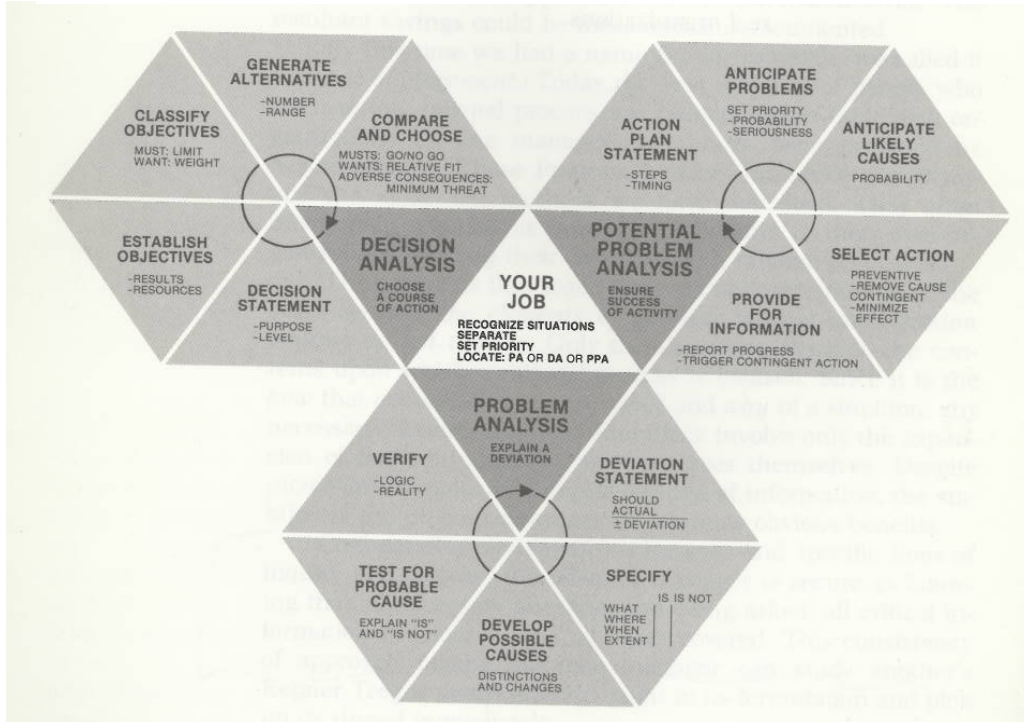 GENERATE
ALTERNATIVES
-NUMBER
-RANGE
CLASSIFY
OBJECTIVES
MUST: LIMIT
WANT: WEIGHT
COMPARE
AND CHOOSE
MUSTS: GO/NO GO
WANTS: RELATIVE FIT
ADVERSE CONSEQUENCES:
MINIMUM THREAT
ESTABLISH
OBJECTIVES
-RESULTS
-RESOURCES
DECISION
STATEMENT
-PURPOSE
-LEVEL
DECISION
ANALYSIS
CHOOSE
A COURSE
OF ACTION
YOUR
JOB
RECOGNIZE SITUATIONS
SEPARATE
SET PRIORITY
LOCATE: PA OR DA OR PPA
ACTION
PLAN
STATEMENT
-STEPS
-TIMING
ANTICIPATE
PROBLEMS
SET PRIORITY
-PROBABILITY
-SERIOUSNESS
ANTICIPATE
LIKELY
CAUSES
PROBABILITY
POTENTIAL
PROBLEM
ANALYSIS
ENSURE
SUCCESS
OF ACTIVITY
SELECT ACTION
PREVENTIVE
-REMOVE CAUSE
CONTINGENT
-MINIMIZE
EFFECT
PROVIDE
FOR
INFORMATION
-REPORT PROGRESS
-TRIGGER CONTINGENT ACTION
PROBLEM
ANALYSIS
EXPLAIN A
DEVIATION
VERIFY
-LOGIC
-REALITY
DEVIATION
STATEMENT
SHOULD
ACTUAL
± DEVIATION
TEST FOR
PROBABLE
CAUSE
EXPLAIN "IS"
AND "IS NOT"
DEVELOP
POSSIBLE
CAUSES
DISTINCTIONS
AND CHANGES
SPECIFY
IS IS NOT
WHAT
WHERE
WHEN
EXTENT